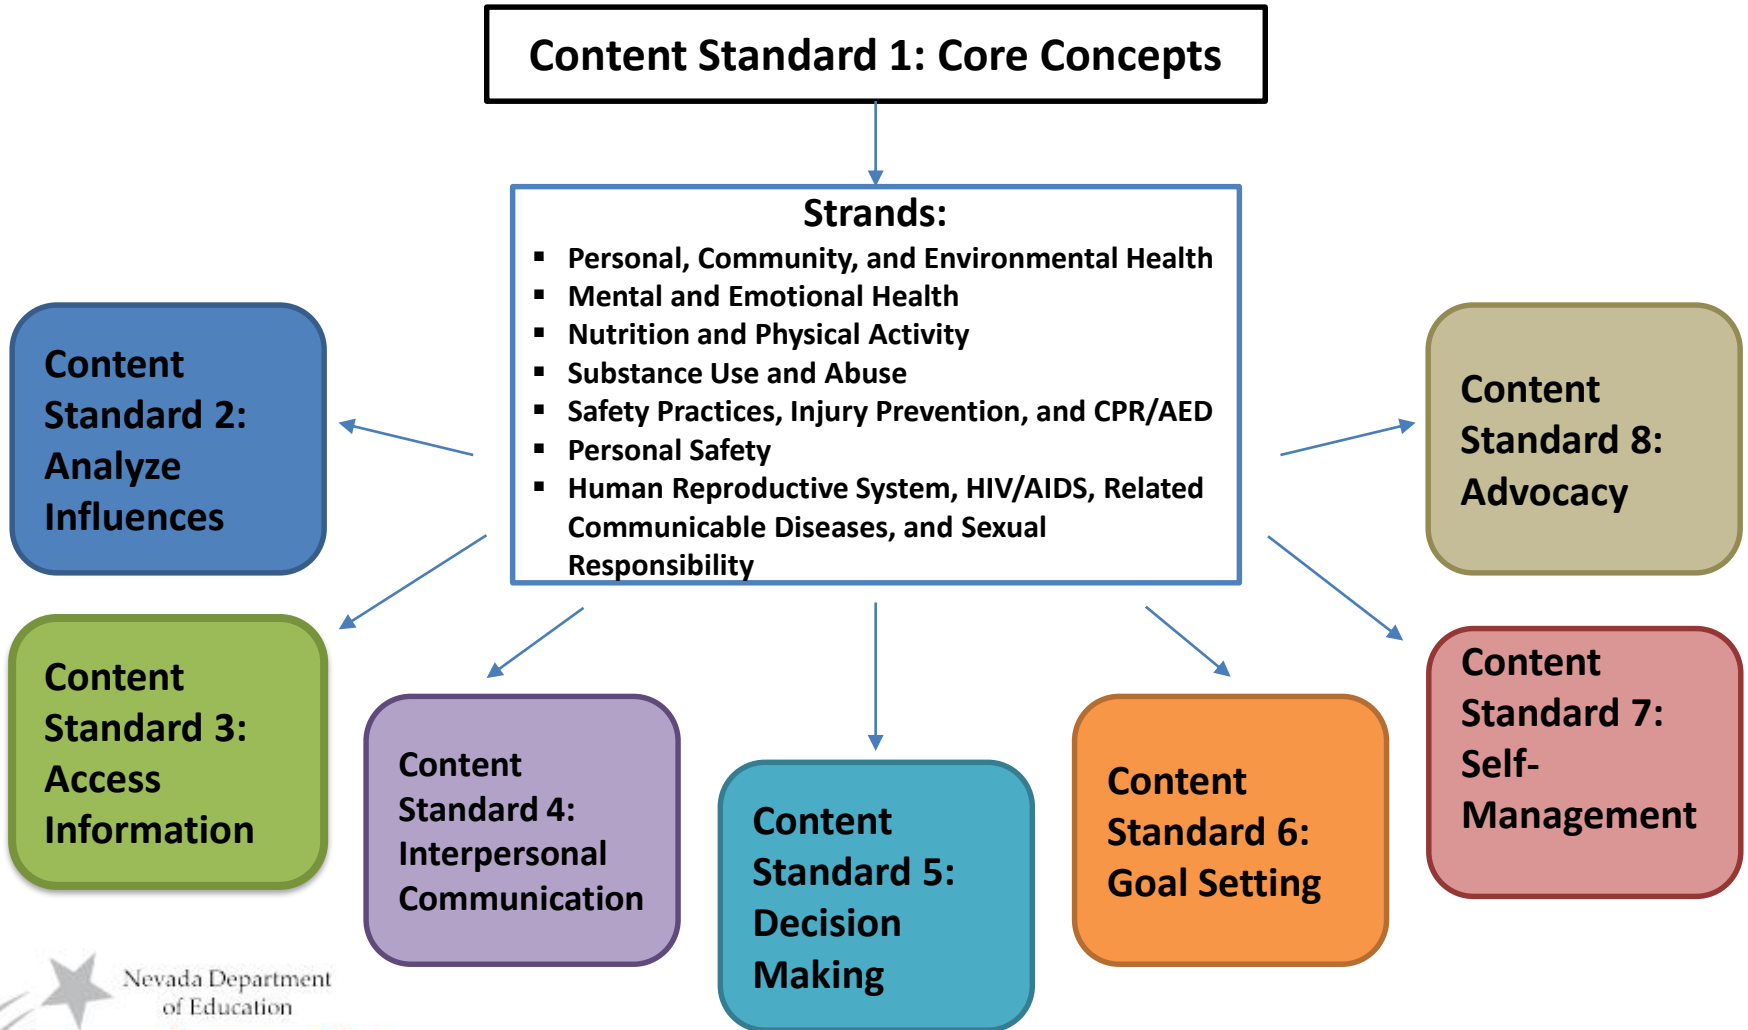 Content Standard 1: Core Concepts
Strands:
▪ Personal, Community, and Environmental Health
▪ Mental and Emotional Health
▪ Nutrition and Physical Activity
▪ Substance Use and Abuse
▪ Safety Practices, Injury Prevention, and CPR/AED
▪ Personal Safety
▪ Human Reproductive System, HIV/AIDS, Related
Communicable Diseases, and Sexual
Responsibility
Content
Standard 2:
Analyze
Influences
Content
Standard 3:
Access
Information
Content
Standard 4:
Interpersonal
Communication
Content
Standard 5:
Decision
Making
Content
Standard 6:
Goal Setting
Content
Standard 7:
Self-
Management
Content
Standard 8:
Advocacy
Nevada Department
of Education